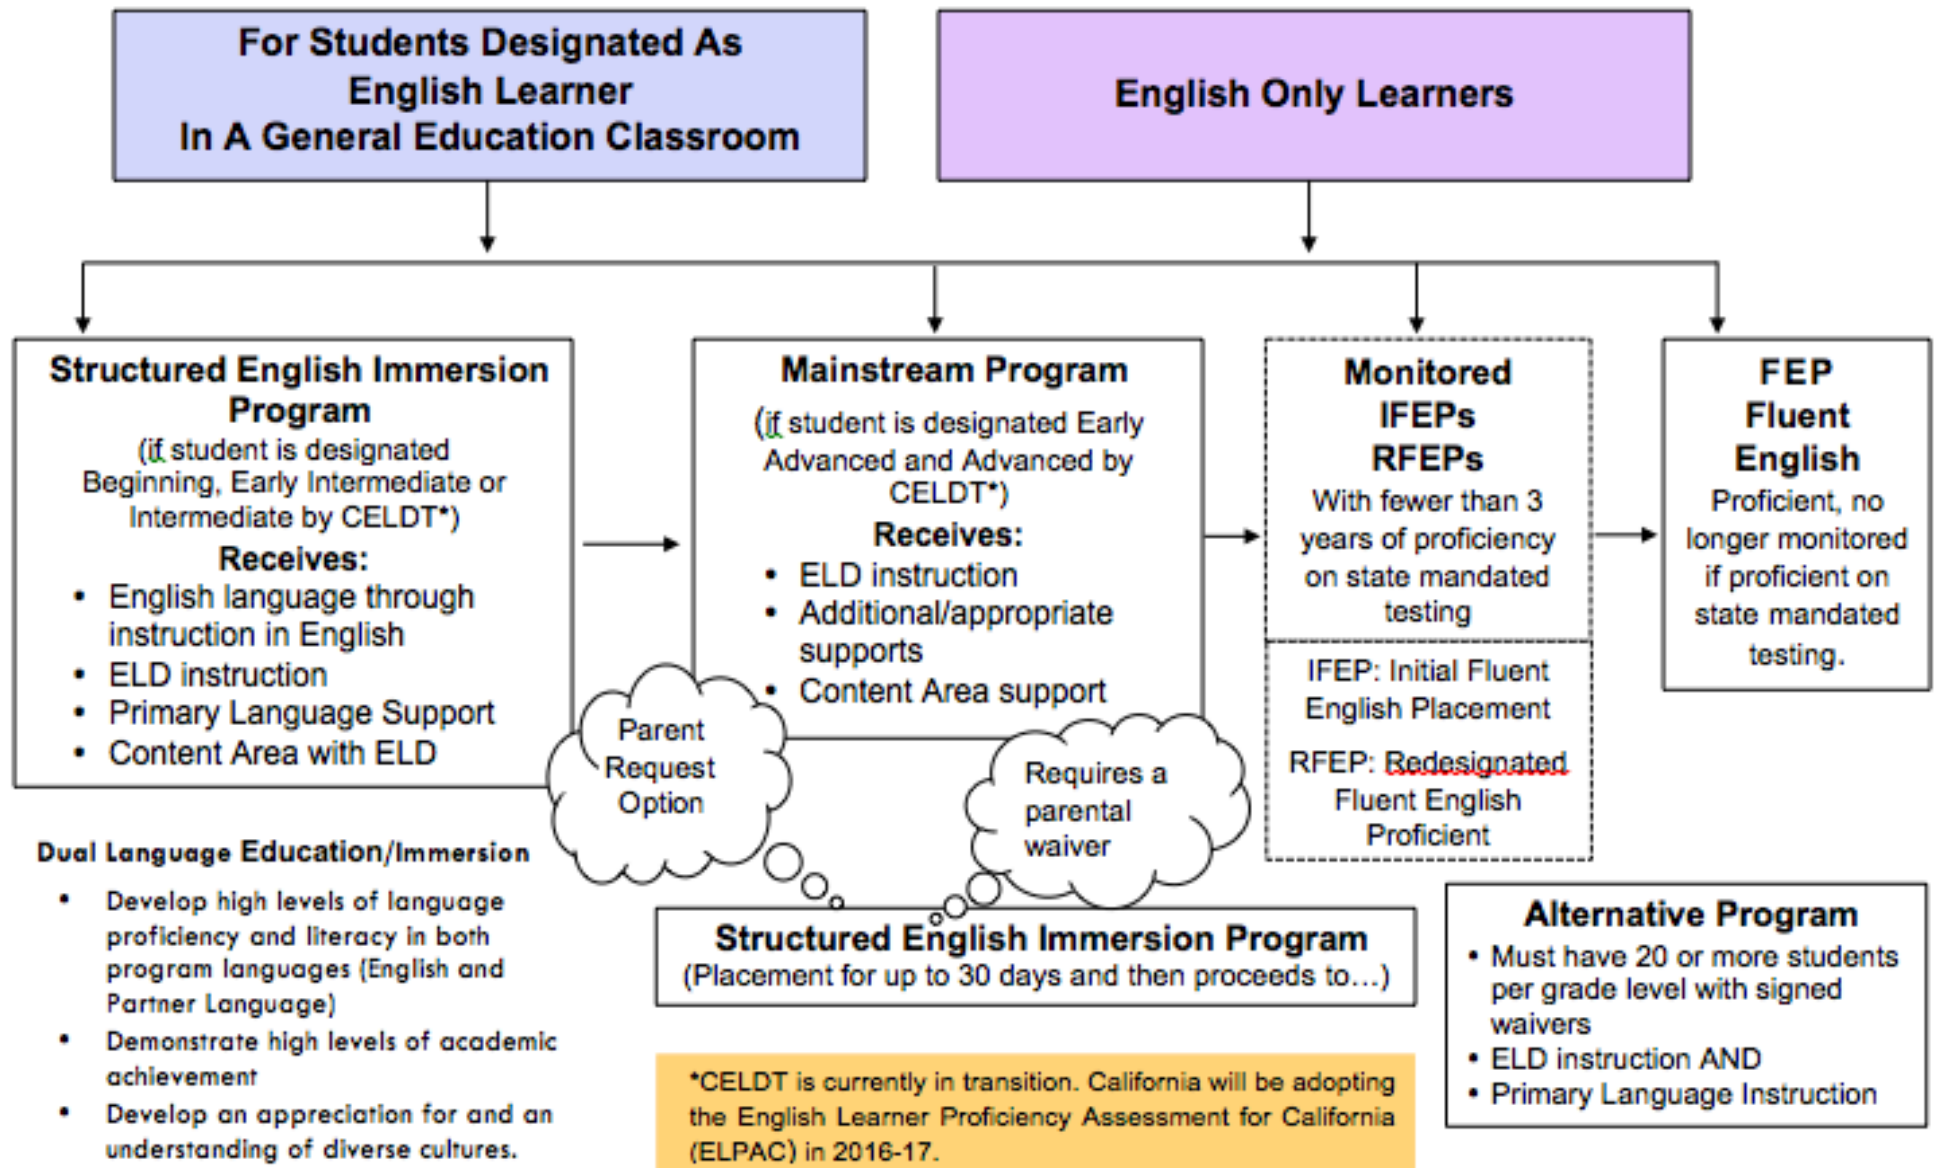 For Students Designated As
English Learner
In A General Education Classroom
English Only Learners
Structured English Immersion
Program
(if student is designated
Beginning, Early Intermediate or
Intermediate by CELDT*)
Receives:
• English language through
instruction in English
• ELD instruction
• Primary Language Support
• Content Area with ELD
Mainstream Program
(if student is designated Early
Advanced and Advanced by
CELDT*)
Receives:
• ELD instruction
• Additional/appropriate
supports
• Content Area support
Monitored
IFEPs
RFEPs
With fewer than 3
years of proficiency
on state mandated
testing
IFEP: Initial Fluent
English Placement
RFEP: Redesignated
Fluent English
Proficient
FEP
Fluent
English
Proficient, no
longer monitored
if proficient on
state mandated
testing.
Parent
Request
Option
Requires a
parental
waiver
Dual Language Education/Immersion
• Develop high levels of language
proficiency and literacy in both
program languages (English and
Partner Language)
• Demonstrate high levels of academic
achievement
• Develop an appreciation for and an
understanding of diverse cultures.
Structured English Immersion Program
(Placement for up to 30 days and then proceeds to…)
*CELDT is currently in transition. California will be adopting
the English Learner Proficiency Assessment for California
(ELPAC) in 2016-17.
Alternative Program
• Must have 20 or more students
per grade level with signed
waivers
• ELD instruction AND
• Primary Language Instruction